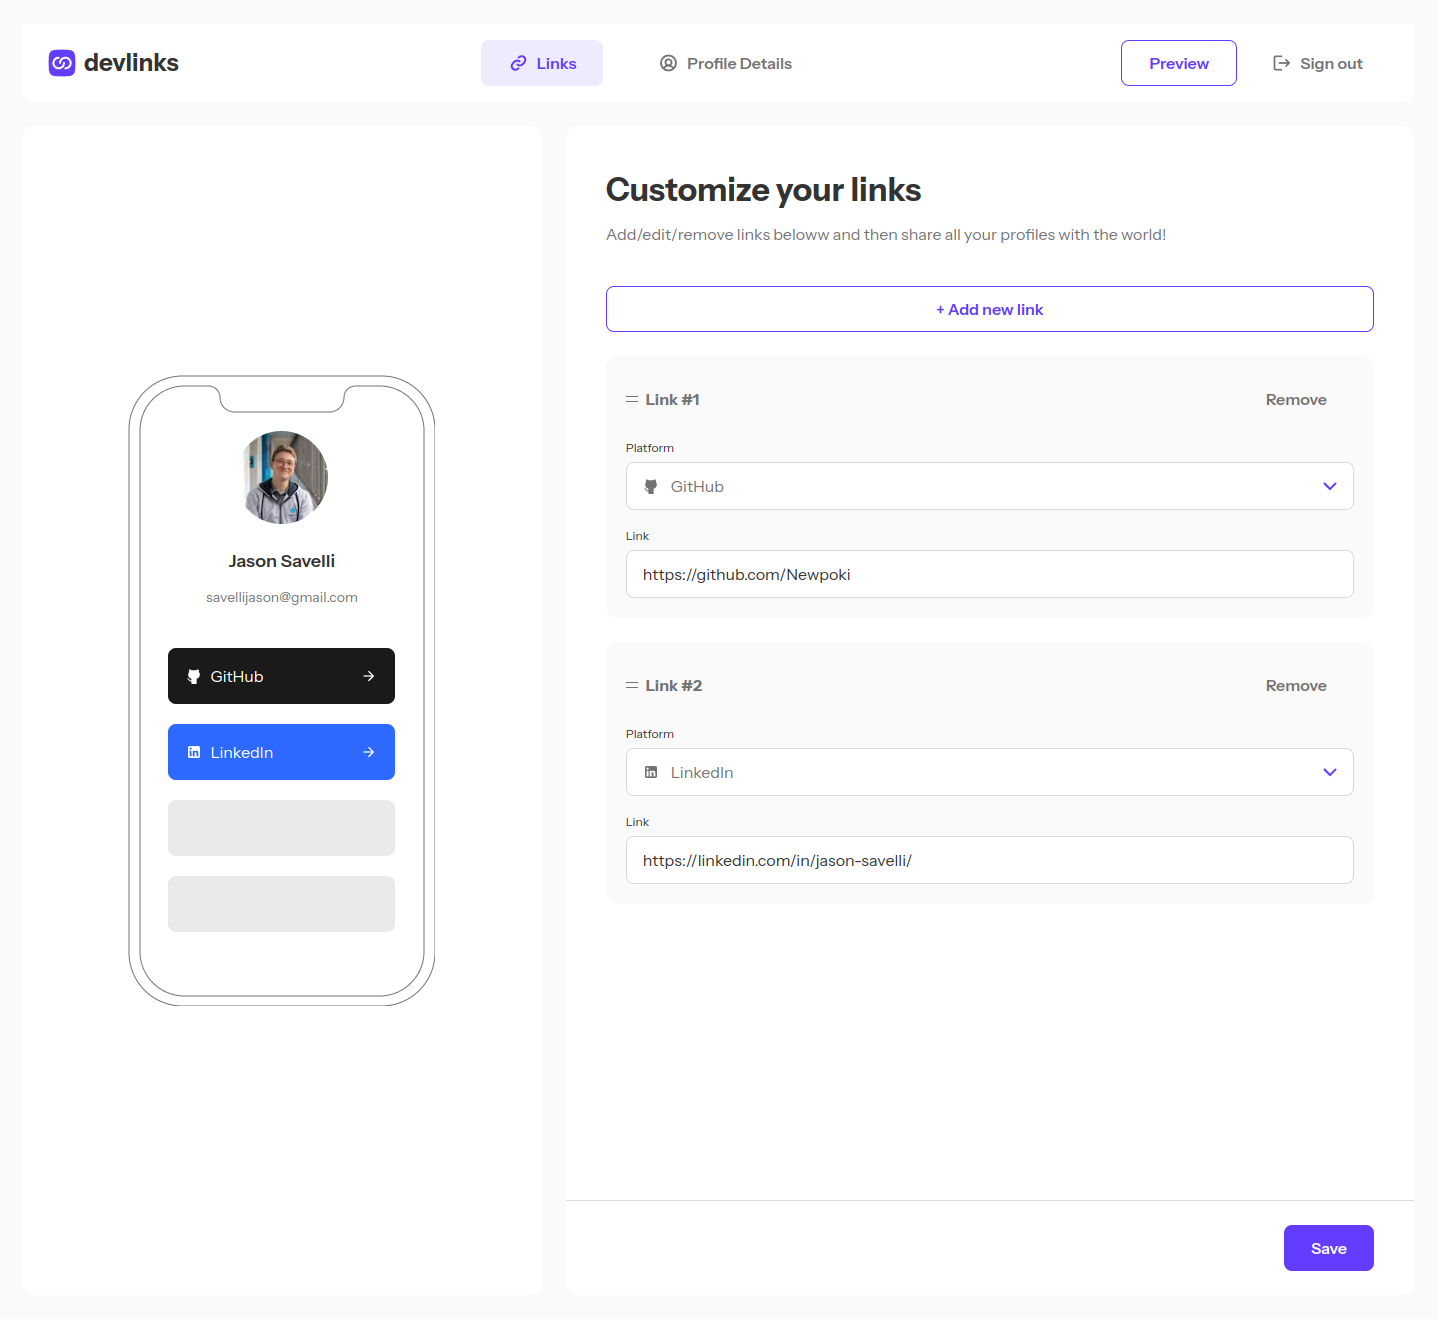 devlinks
Links
Profile Details
Preview
Sign out
Jason Savelli
savellijason@gmail.com
GitHub
LinkedIn
Customize your links
Add/edit/remove links beloww and then share all your profiles with the world!
+ Add new link
Link #1
Remove
Platform
GitHub
Link
https://github.com/Newpoki
Link #2
Remove
Platform
LinkedIn
Link
https://linkedin.com/in/jason-savelli/
Save